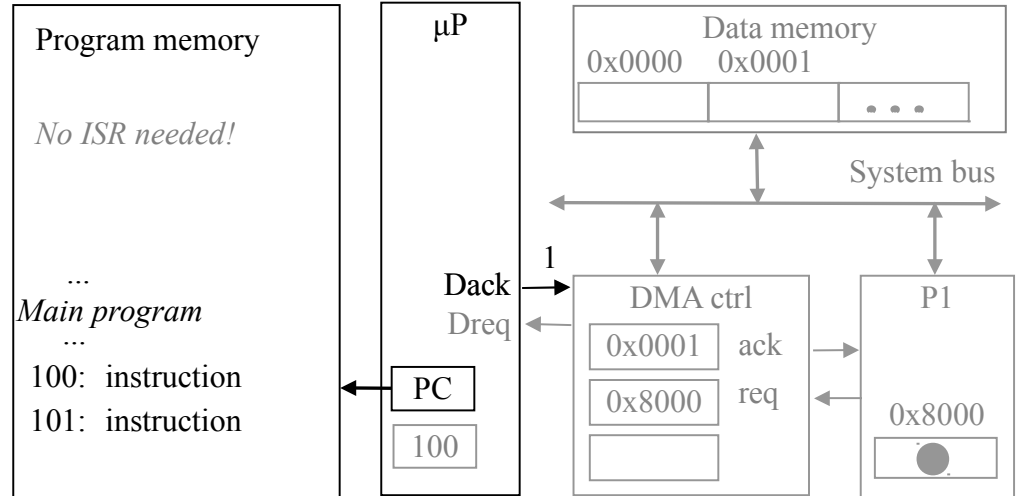 Program memory
No ISR needed!
...
Main program
...
100: instruction
101: instruction
μP
Dack
Dreq
PC
100
1
Data memory
0x0000 0x0001
System bus
DMA ctrl
0x0001
ack
0x8000
req
P1
0x8000